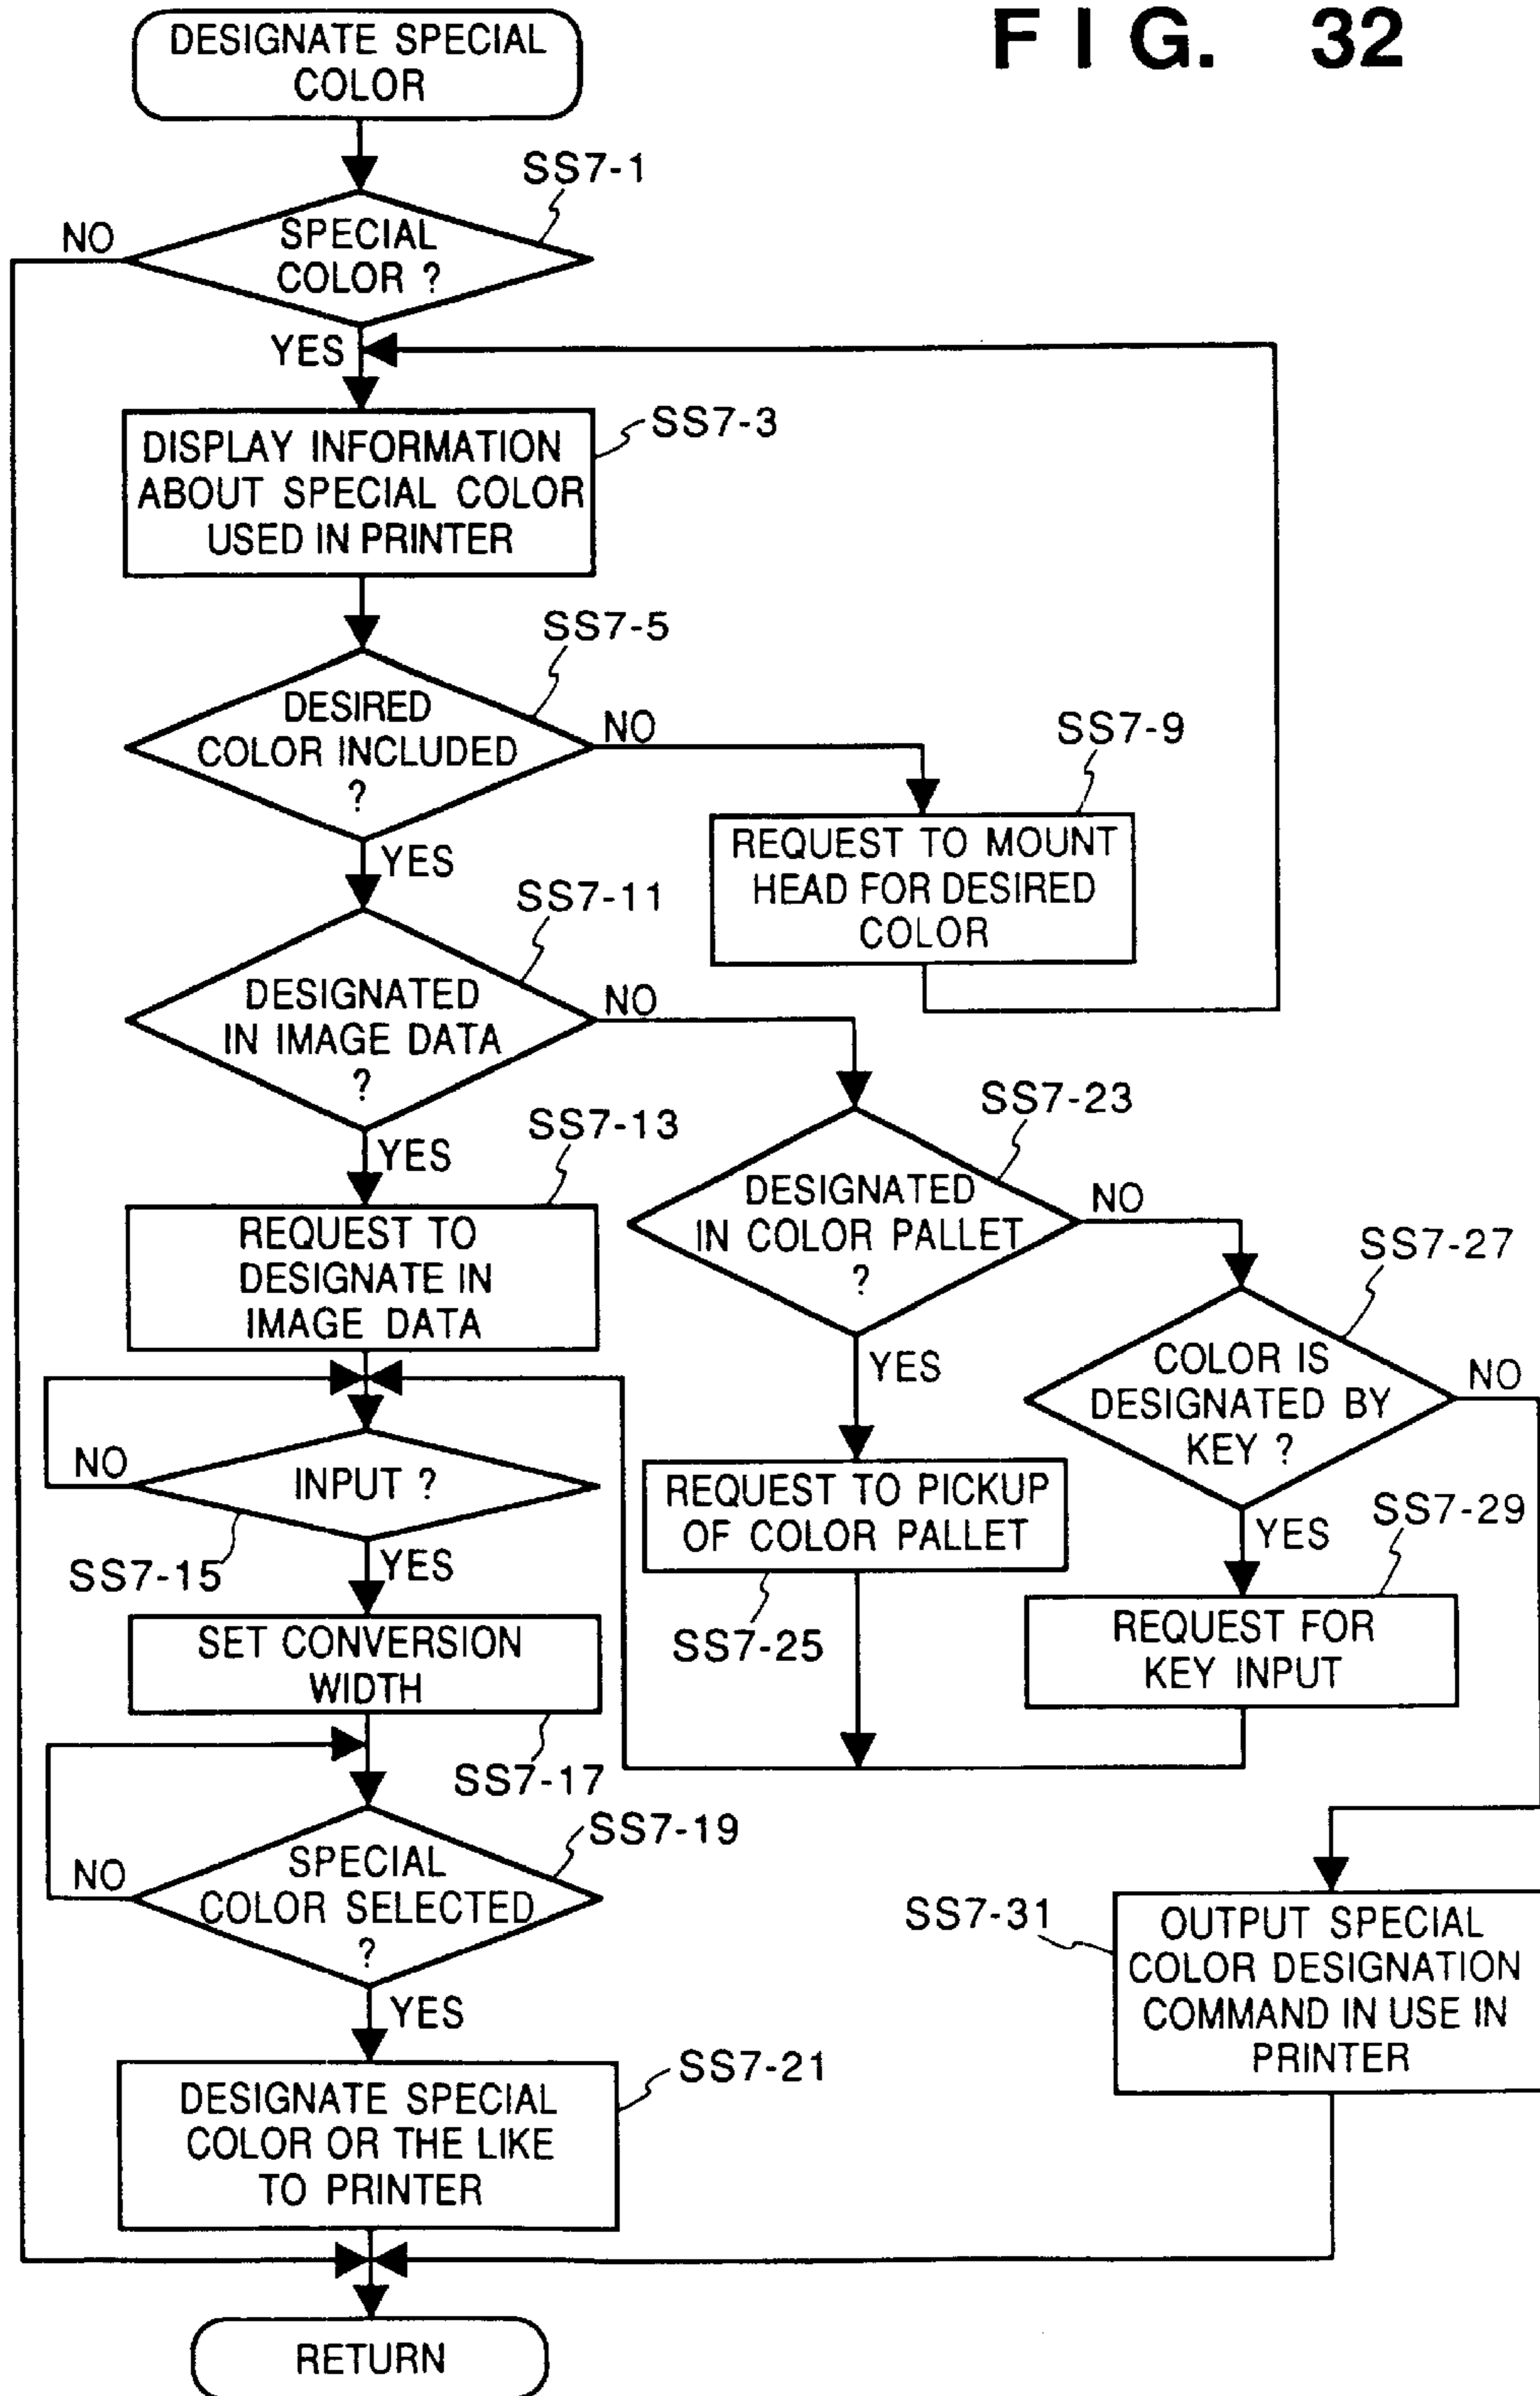 FIG. 32
DESIGNATE SPECIAL
COLOR
SS7-1
NO
SPECIAL
COLOR ?
YES
SS7-3
DISPLAY INFORMATION
ABOUT SPECIAL COLOR
USED IN PRINTER
SS7-5
DESIRED
COLOR INCLUDED
?
NO
SS7-9
REQUEST TO MOUNT
HEAD FOR DESIRED
COLOR
YES
SS7-11
DESIGNATED
IN IMAGE DATA
?
NO
YES
SS7-13
REQUEST TO
DESIGNATE IN
IMAGE DATA
SS7-23
DESIGNATED
IN COLOR PALLET
?
NO
SS7-27
COLOR IS
DESIGNATED BY
KEY ?
NO
YES
NO
INPUT ?
SS7-15
YES
REQUEST TO PICKUP
OF COLOR PALLET
SS7-25
YES
SS7-29
REQUEST FOR
KEY INPUT
SET CONVERSION
WIDTH
SS7-17
SS7-19
NO
SPECIAL
COLOR SELECTED
?
YES
SS7-31
OUTPUT SPECIAL
COLOR DESIGNATION
COMMAND IN USE IN
PRINTER
SS7-21
DESIGNATE SPECIAL
COLOR OR THE LIKE
TO PRINTER
RETURN